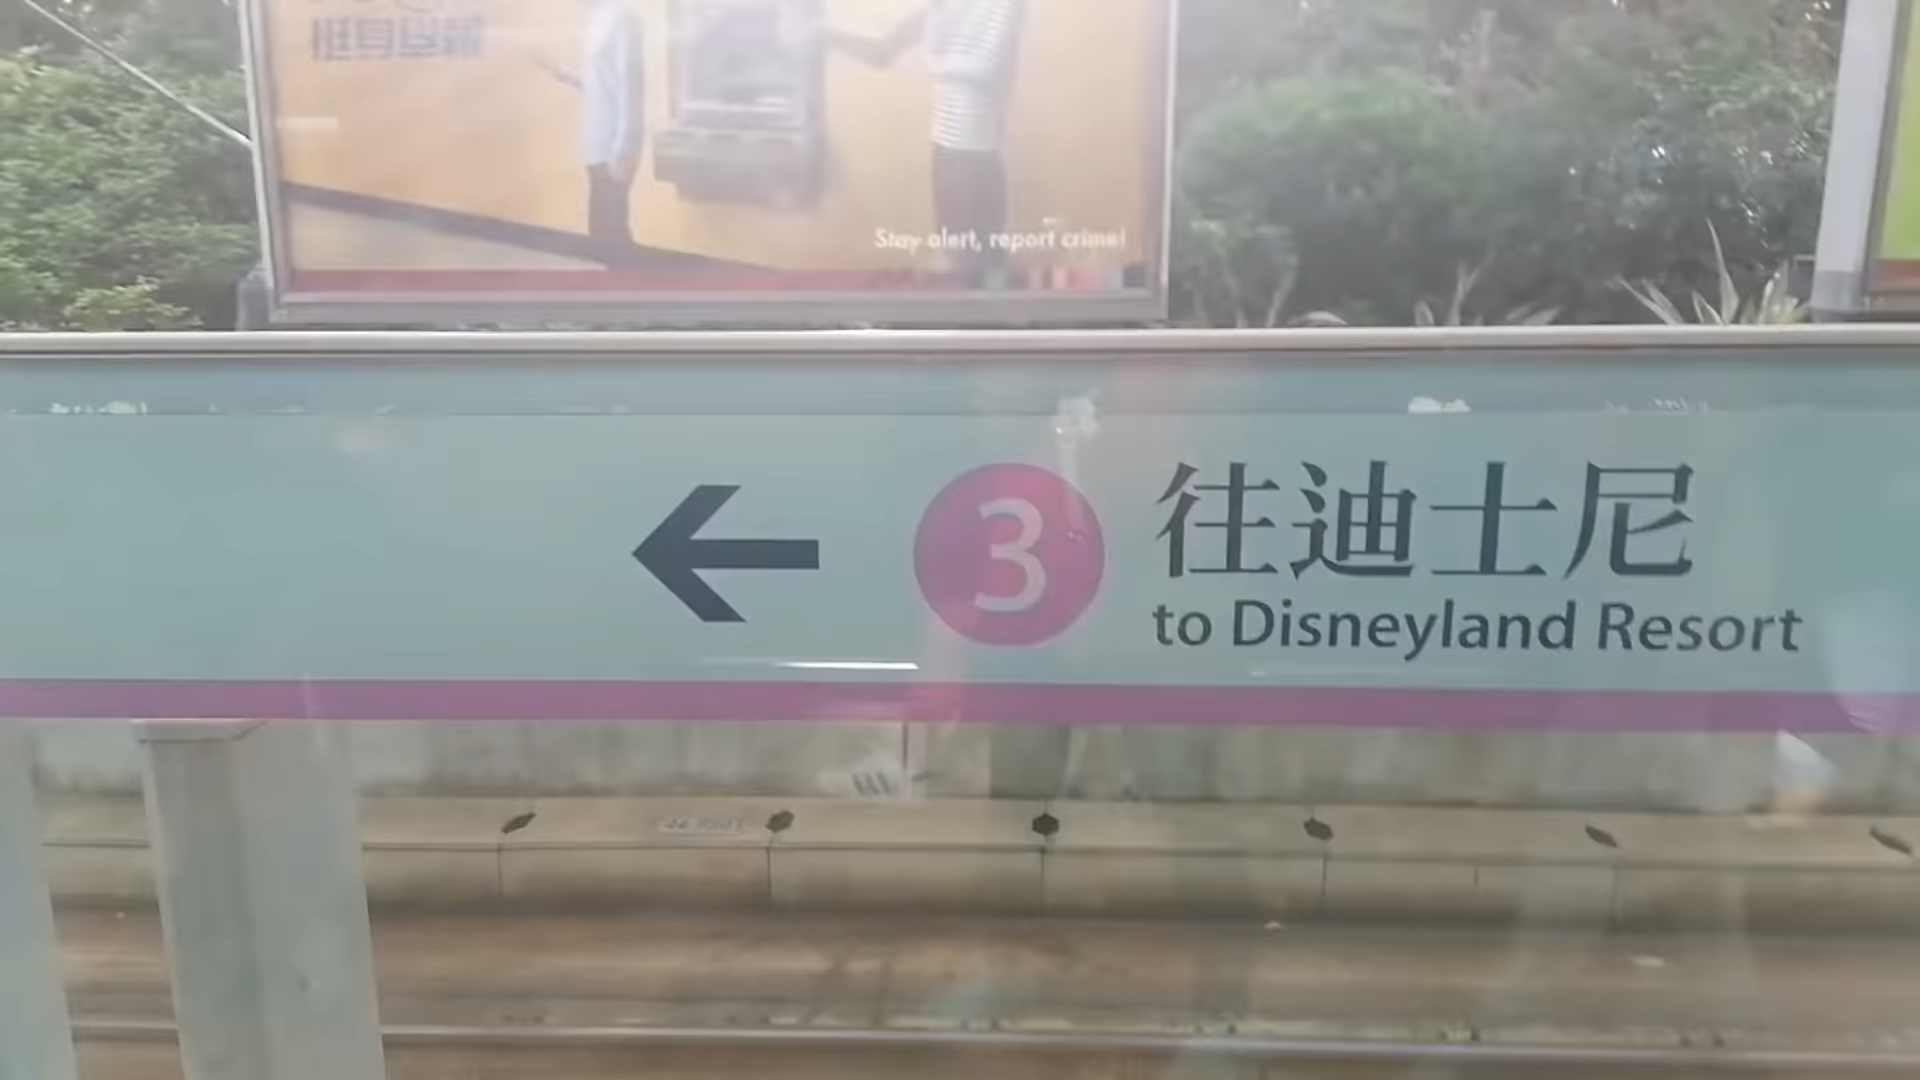 Stay alert, report crime!
3
往迪士尼
to Disneyland Resort